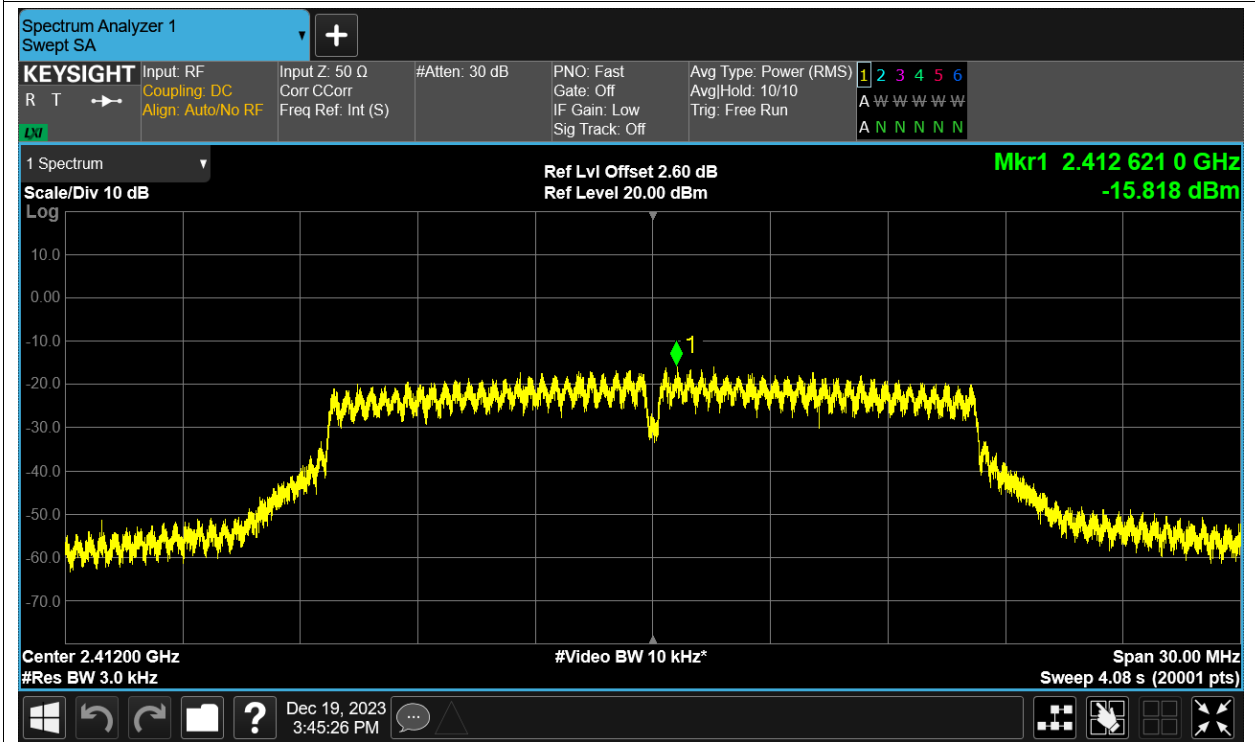 Spectrum Analyzer 1
Swept SA
KEYSIGHT
R T
LXI
Input: RF
Coupling: DC
Align: Auto/No RF
Input Z: 50 Ω
Corr CCorr
Freq Ref: Int (S)
#Atten: 30 dB
PNO: Fast
Gate: Off
IF Gain: Low
Sig Track: Off
Avg Type: Power (RMS)
Avg|Hold: 10/10
Trig: Free Run
1 2 3 4 5 6
A W W W W W
A N N N N N
1 Spectrum
Scale/Div 10 dB
Ref Lvl Offset 2.60 dB
Ref Level 20.00 dBm
Mkr1 2.412 621 0 GHz
-15.818 dBm
Log
10.0
0.00
-10.0
1
-20.0
-30.0
-40.0
-50.0
-60.0
-70.0
Center 2.41200 GHz
#Res BW 3.0 kHz
#Video BW 10 kHz*
Span 30.00 MHz
Sweep 4.08 s (20001 pts)
?
Dec 19, 2023
3:45:26 PM